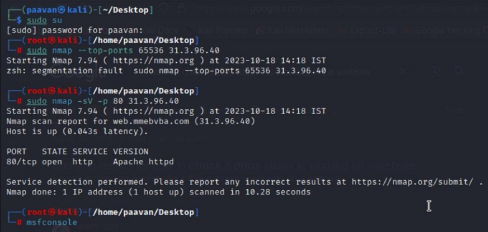 ┌──(paavan㉿kali)-[~/Desktop]
└─$ sudo su
[sudo] password for paavan:
┌──(root㉿kali)-[/home/paavan/Desktop]
└─# sudo nmap --top-ports 65536 31.3.96.40
Starting Nmap 7.94 ( https://nmap.org ) at 2023-10-18 14:18 IST
zsh: segmentation fault  sudo nmap --top-ports 65536 31.3.96.40
┌──(root㉿kali)-[/home/paavan/Desktop]
└─# sudo nmap -sV -p 80 31.3.96.40
Starting Nmap 7.94 ( https://nmap.org ) at 2023-10-18 14:18 IST
Nmap scan report for web.mmebvba.com (31.3.96.40)
Host is up (0.043s latency).
PORT   STATE SERVICE VERSION
80/tcp open  http    Apache httpd
Service detection performed. Please report any incorrect results at https://nmap.org/submit/ .
Nmap done: 1 IP address (1 host up) scanned in 10.28 seconds
┌──(root㉿kali)-[/home/paavan/Desktop]
└─# msfconsole